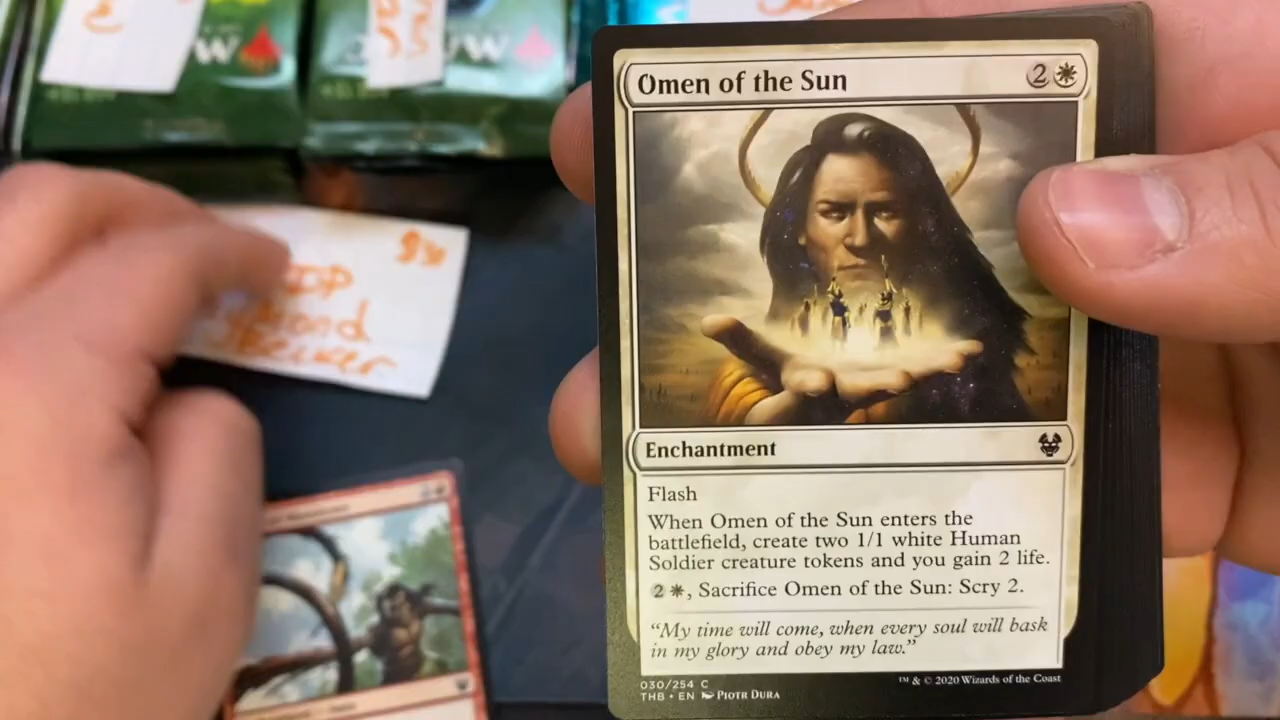 Omen of the Sun 2
Enchantment
Flash
When Omen of the Sun enters the
battlefield, create two 1/1 white Human
Soldier creature tokens and you gain 2 life.
2, Sacrifice Omen of the Sun: Scry 2.
“My time will come, when every soul will bask
in my glory and obey my law.”
030/254 C
THB • EN Piotr Dura
™ & © 2020 Wizards of the Coast